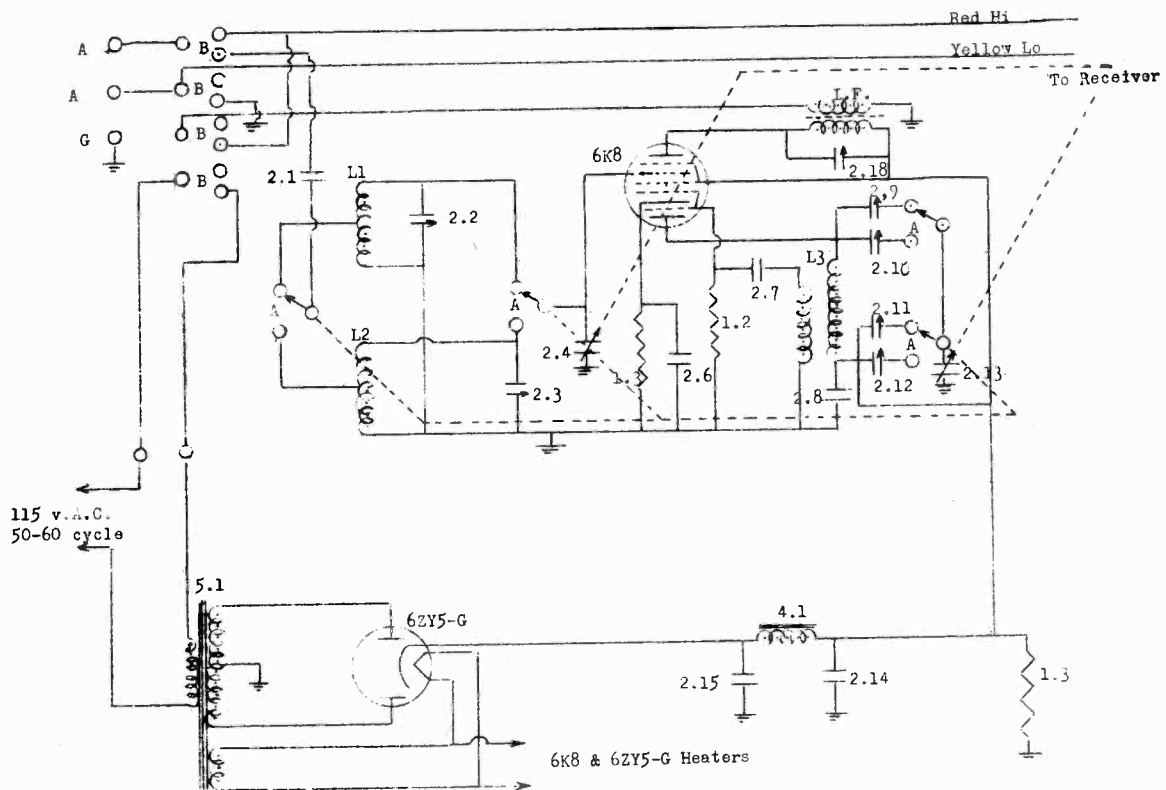 Red Hi
A
B
Yellow Lo
A
B
To Receiver
I.F.
G
B
6K8
2.18
B
2.1
L1
2.9
2.2
A
2.10
L3
2.7
A
A
2.11
1.2
L2
2.4
A
2.6
2.13
2.3
2.12
2.8
115 v.A.C.
50-60 cycle
5.1
6ZY5-G
4.1
2.15
2.14
1.3
6K8 & 6ZY5-G Heaters